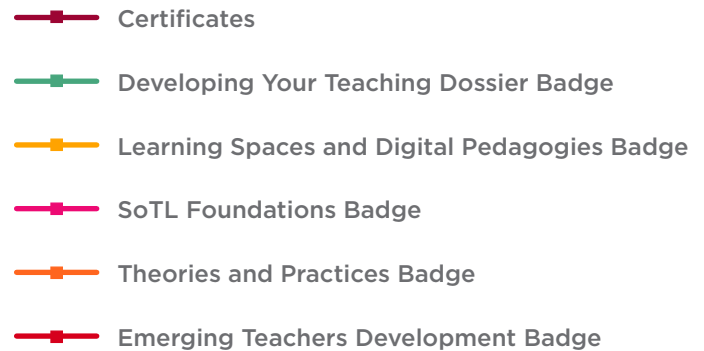 Certificates
Developing Your Teaching Dossier Badge
Learning Spaces and Digital Pedagogies Badge
SoTL Foundations Badge
Theories and Practices Badge
Emerging Teachers Development Badge